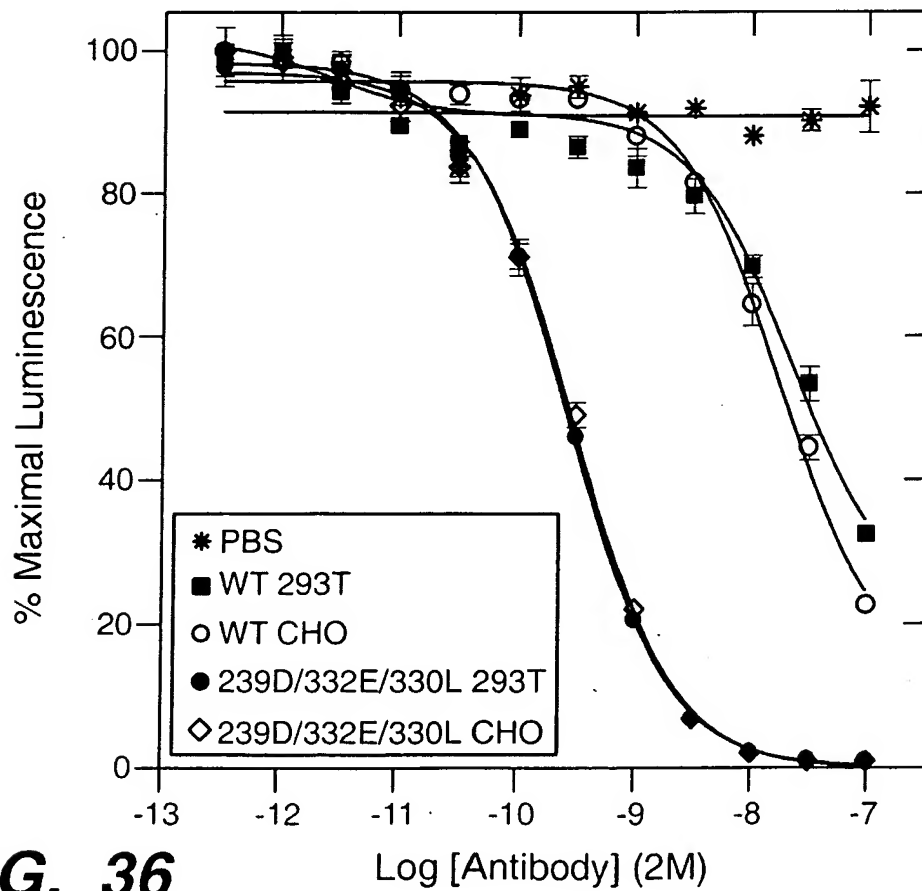 100
80
60
40
20
0
% Maximal Luminescence
PBS
WT 293T
WT CHO
239D/332E/330L 293T
239D/332E/330L CHO
-13 -12 -11 -10 -9 -8 -7
Log [Antibody] (2M)
G. 36